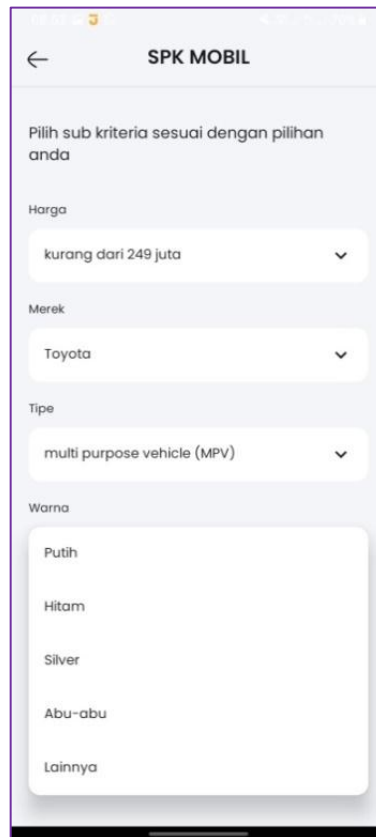 SPK MOBIL
Pilih sub kriteria sesuai dengan pilihan
anda
Harga
kurang dari 249 juta
Merek
Toyota
Tipe
multi purpose vehicle (MPV)
Warna
Putih
Hitam
Silver
Abu-abu
Lainnya